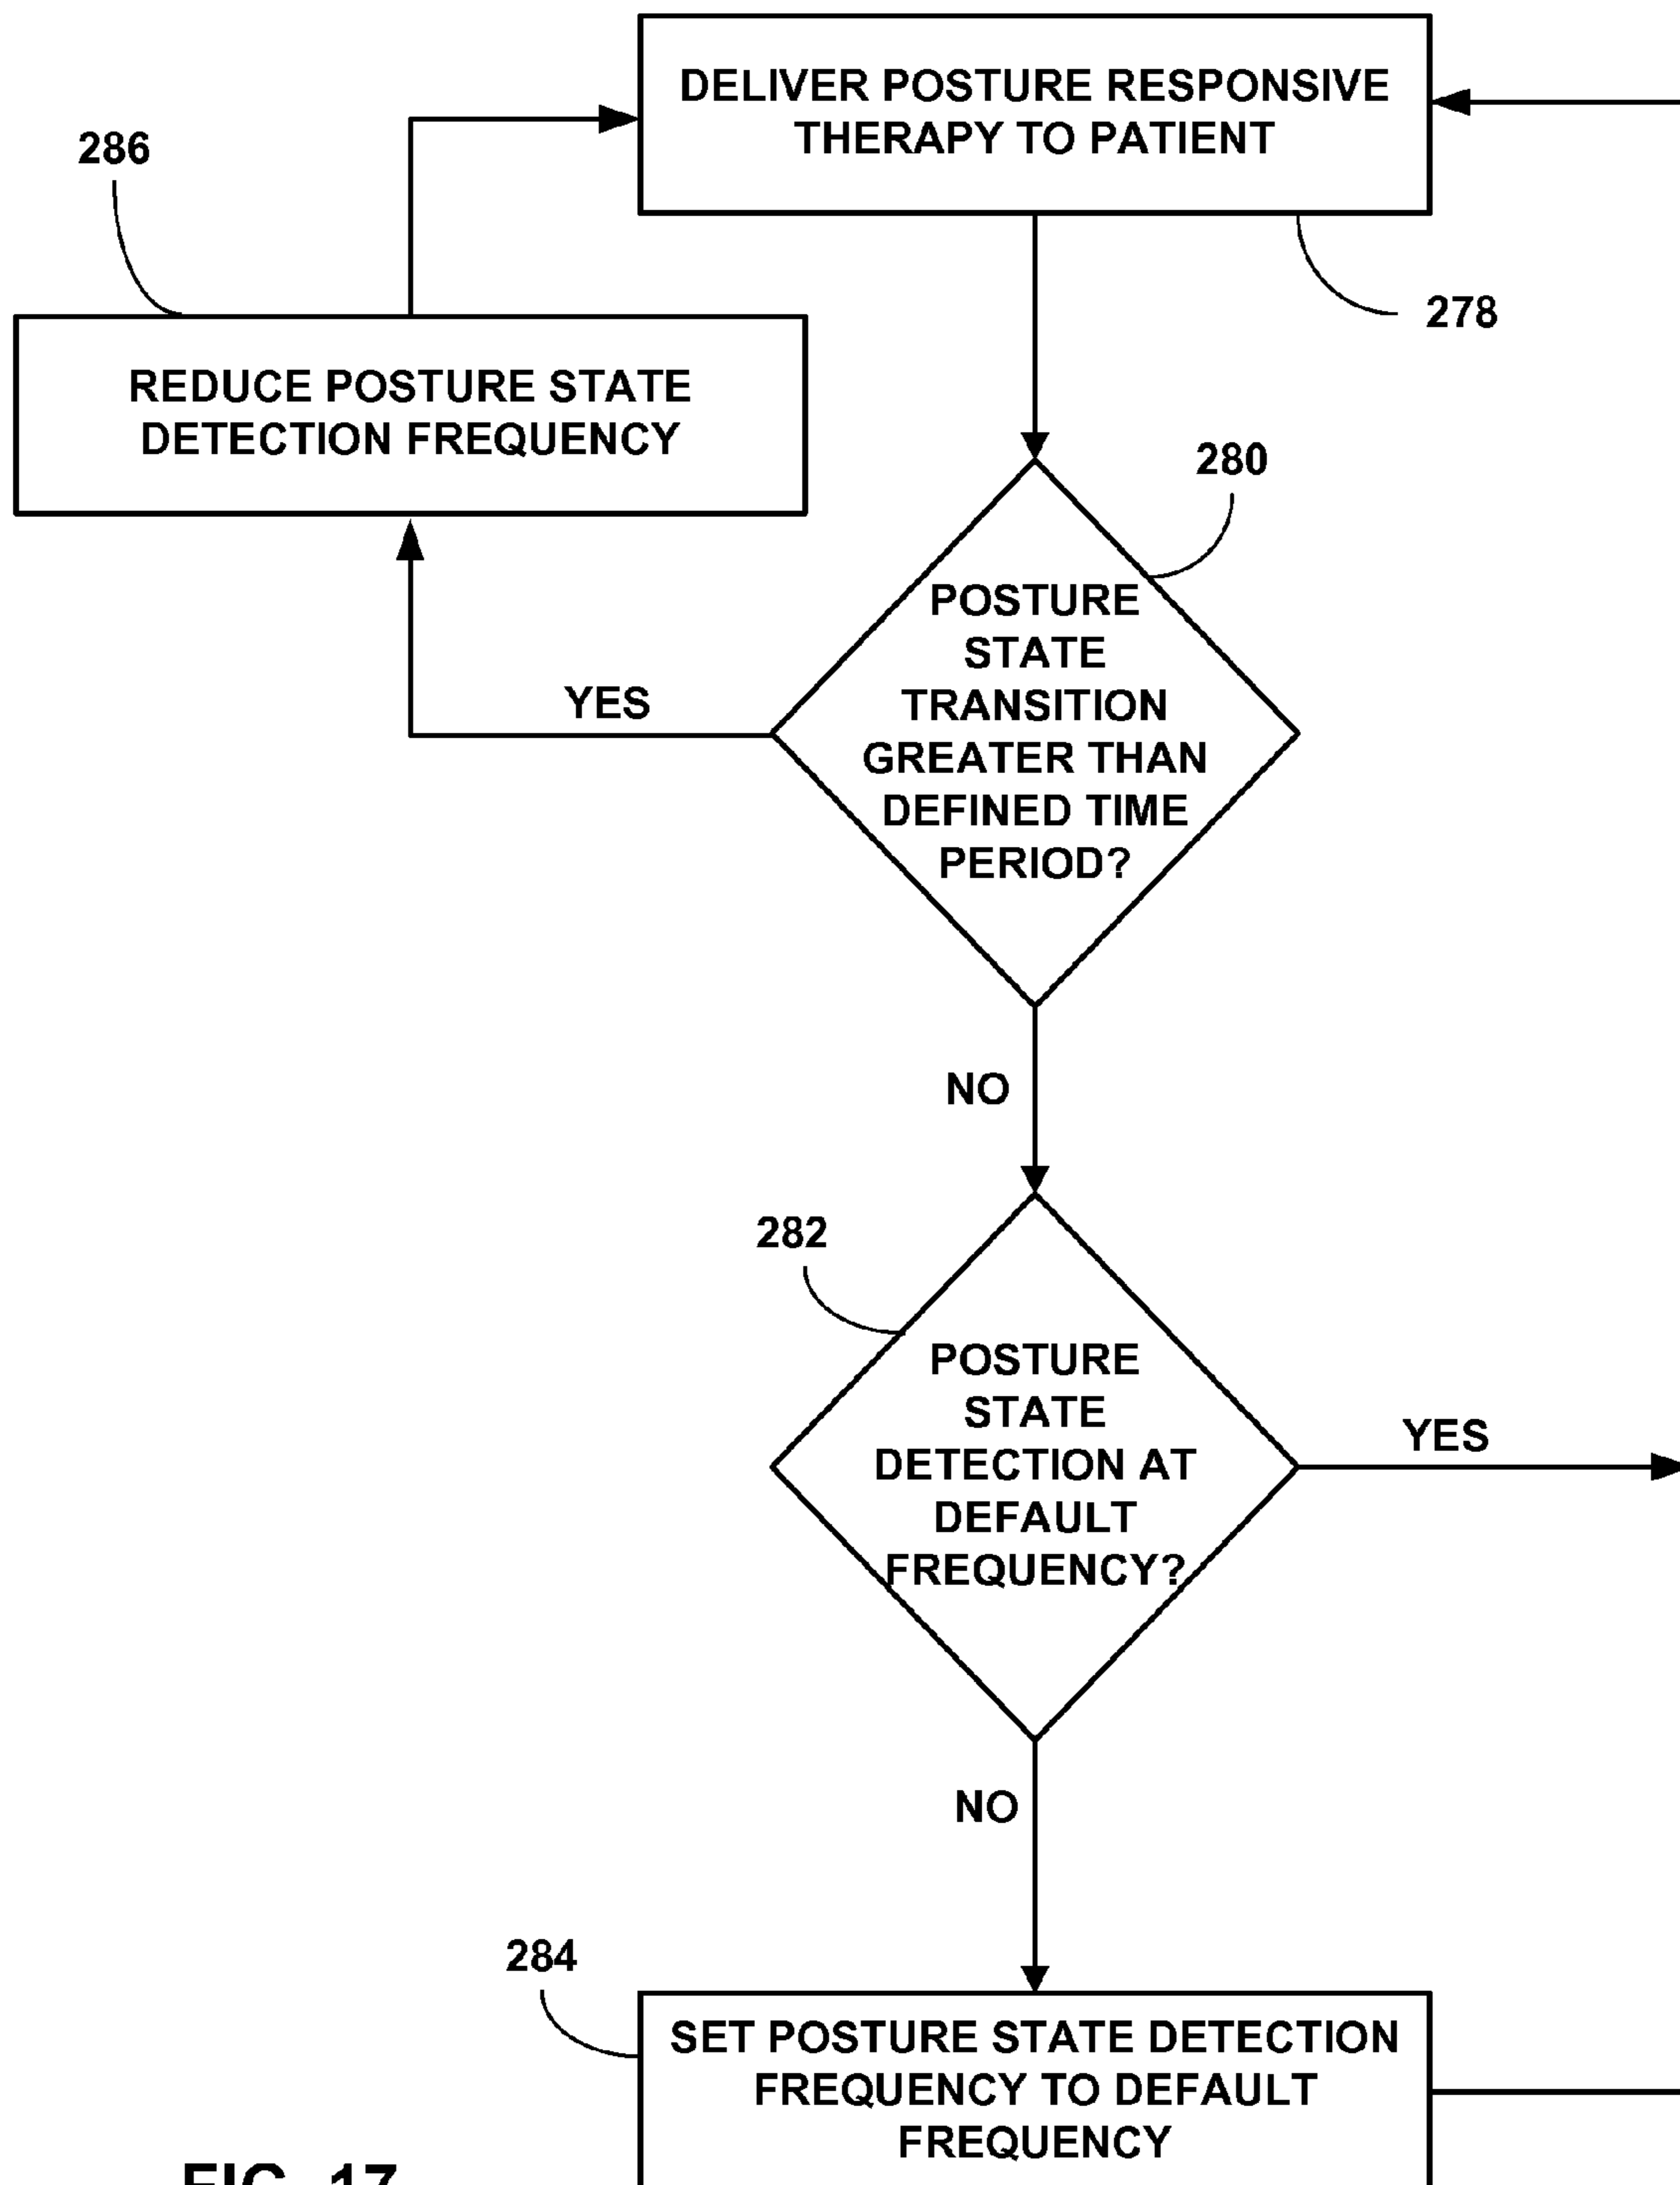 DELIVER POSTURE RESPONSIVE
THERAPY TO PATIENT
286
278
REDUCE POSTURE STATE
DETECTION FREQUENCY
280
POSTURE
STATE
TRANSITION
GREATER THAN
DEFINED TIME
PERIOD?
YES
NO
282
POSTURE
STATE
DETECTION AT
DEFAULT
FREQUENCY?
YES
NO
284
SET POSTURE STATE DETECTION
FREQUENCY TO DEFAULT
FREQUENCY
FIG. 17